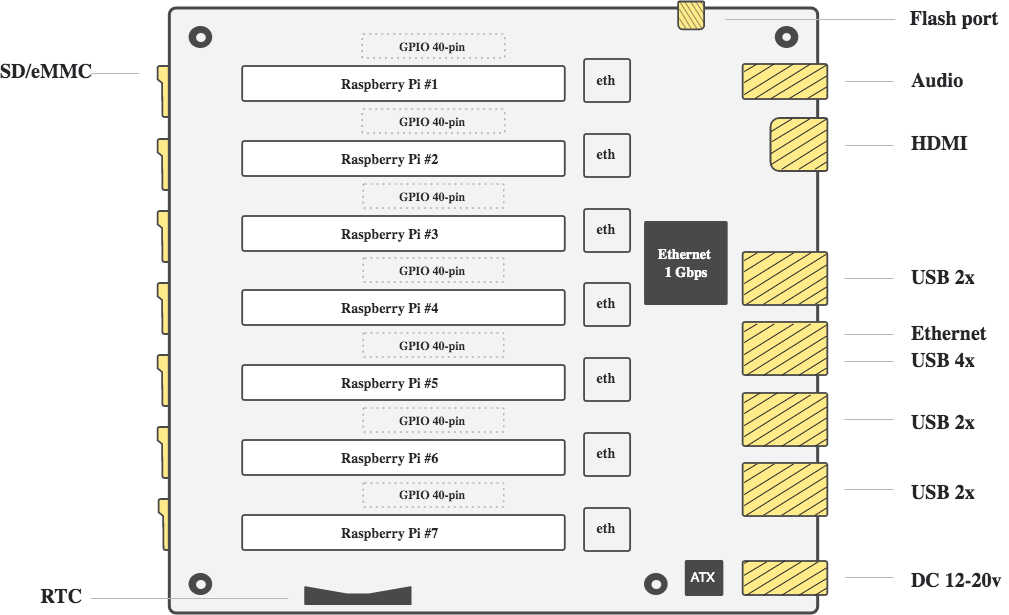 Flash port
GPIO 40-pin
SD/eMMC
Raspberry Pi #1
eth
Audio
GPIO 40-pin
HDMI
Raspberry Pi #2
eth
GPIO 40-pin
Raspberry Pi #3
eth
Ethernet
1 Gbps
GPIO 40-pin
USB 2x
Raspberry Pi #4
eth
Ethernet
USB 4x
GPIO 40-pin
Raspberry Pi #5
eth
GPIO 40-pin
USB 2x
Raspberry Pi #6
eth
GPIO 40-pin
USB 2x
Raspberry Pi #7
eth
ATX
DC 12-20v
RTC